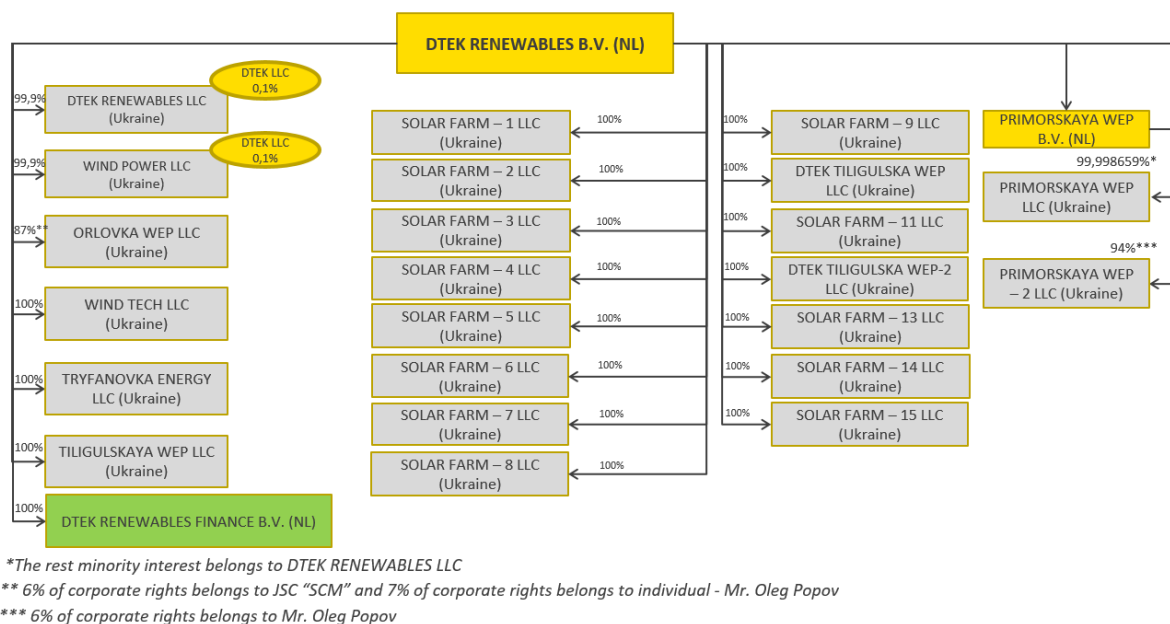 DTEK RENEWABLES B.V. (NL)
DTEK LLC
0,1%
99,9%
DTEK RENEWABLES LLC
(Ukraine)
DTEK LLC
0,1%
99,9%
WIND POWER LLC
(Ukraine)
87%**
ORLOVKA WEP LLC
(Ukraine)
100%
WIND TECH LLC
(Ukraine)
100%
TRYFANOVKA ENERGY
LLC (Ukraine)
100%
TILIGULSKAYA WEP LLC
(Ukraine)
100%
DTEK RENEWABLES FINANCE B.V. (NL)
SOLAR FARM – 1 LLC
(Ukraine)
100%
SOLAR FARM – 2 LLC
(Ukraine)
100%
SOLAR FARM – 3 LLC
(Ukraine)
100%
SOLAR FARM – 4 LLC
(Ukraine)
100%
SOLAR FARM – 5 LLC
(Ukraine)
100%
SOLAR FARM – 6 LLC
(Ukraine)
100%
SOLAR FARM – 7 LLC
(Ukraine)
100%
SOLAR FARM – 8 LLC
(Ukraine)
100%
100%
SOLAR FARM – 9 LLC
(Ukraine)
100%
DTEK TILIGULSKA WEP
LLC (Ukraine)
100%
SOLAR FARM – 11 LLC
(Ukraine)
100%
DTEK TILIGULSKA WEP-2
LLC (Ukraine)
100%
SOLAR FARM – 13 LLC
(Ukraine)
100%
SOLAR FARM – 14 LLC
(Ukraine)
100%
SOLAR FARM – 15 LLC
(Ukraine)
PRIMORSKAYA WEP
B.V. (NL)
99,998659%*
PRIMORSKAYA WEP
LLC (Ukraine)
94%***
PRIMORSKAYA WEP
– 2 LLC (Ukraine)
*The rest minority interest belongs to DTEK RENEWABLES LLC
** 6% of corporate rights belongs to JSC “SCM” and 7% of corporate rights belongs to individual - Mr. Oleg Popov
*** 6% of corporate rights belongs to Mr. Oleg Popov